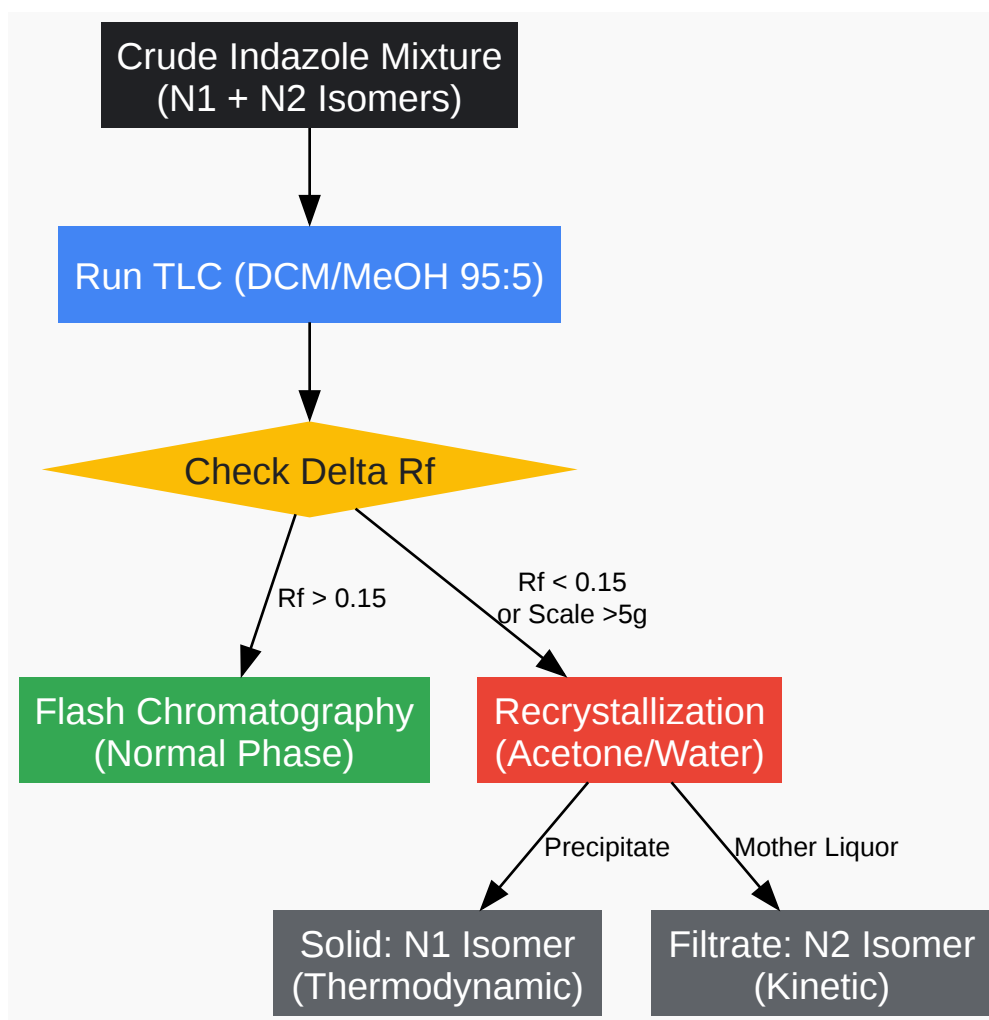 Crude Indazole Mixture
(N1 + N2 Isomers)
Run TLC (DCM/MeOH 95:5)
Check Delta Rf
Rf > 0.15
Rf < 0.15
or Scale >5g
Flash Chromatography
(Normal Phase)
Recrystallization
(Acetone/Water)
Precipitate
Mother Liquor
Solid: N1 Isomer
(Thermodynamic)
Filtrate: N2 Isomer
(Kinetic)